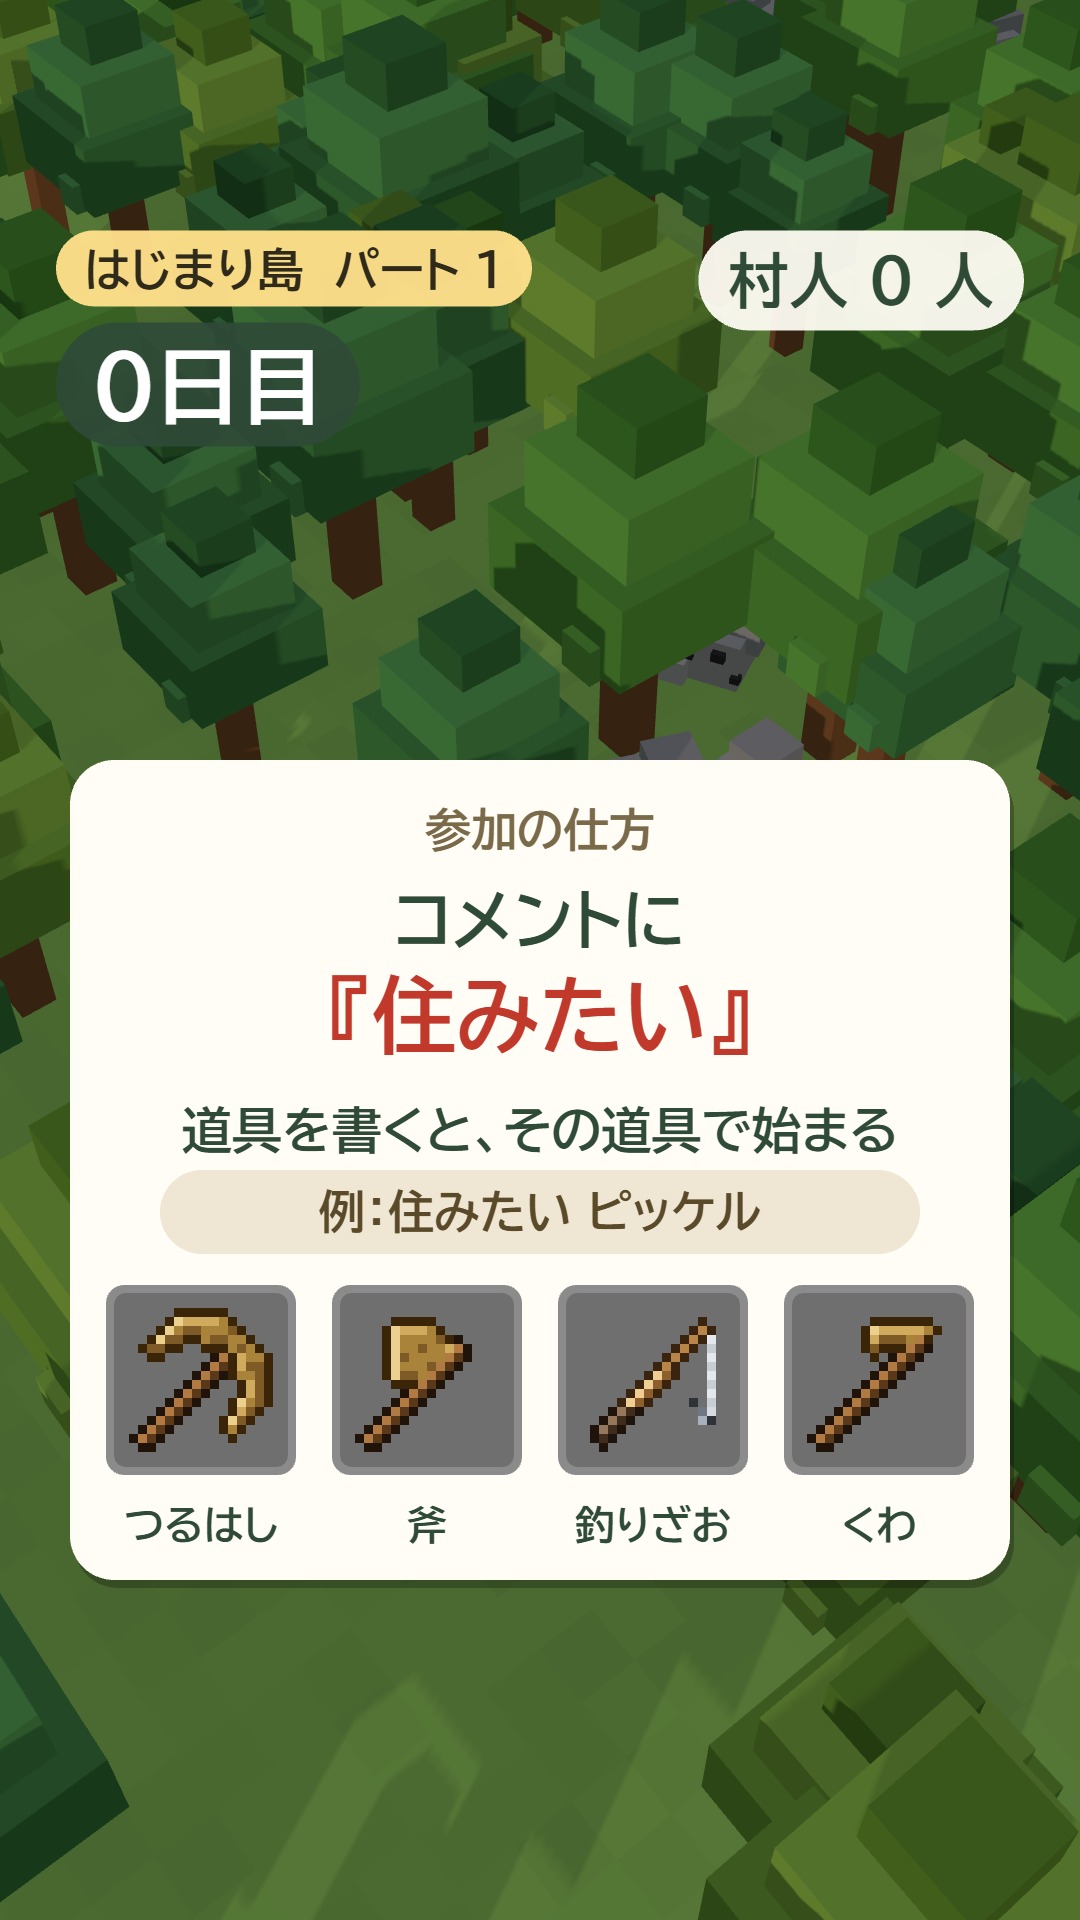 はじまり島 パート 1
村人 0 人
0日目
参加の仕方
コメントに
『住みたい』
道具を書くと、その道具で始まる
例:住みたい ピッケル
つるはし
斧
釣りざお
くわ